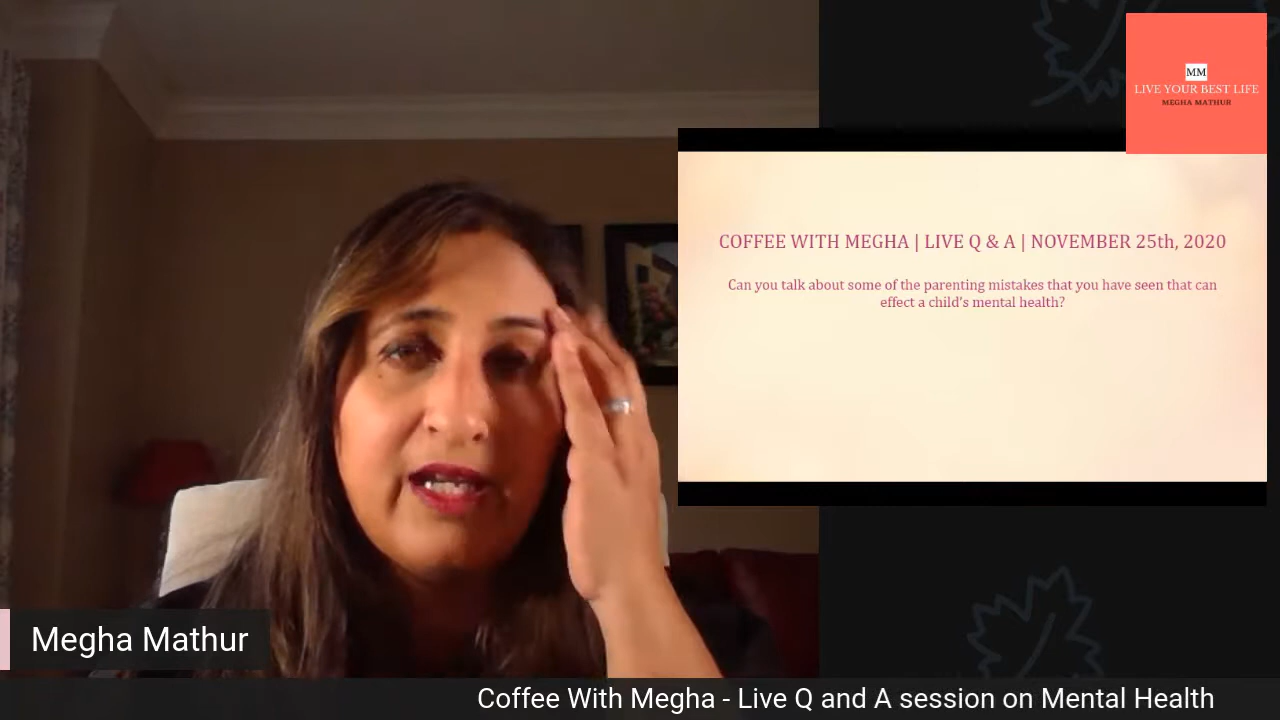 MM
LIVE YOUR BEST LIFE
MEGHA MATHUR
COFFEE WITH MEGHA | LIVE Q & A | NOVEMBER 25th, 2020
Can you talk about some of the parenting mistakes that you have seen that can
effect a child's mental health?
Megha Mathur
Coffee With Megha - Live Q and A session on Mental Health